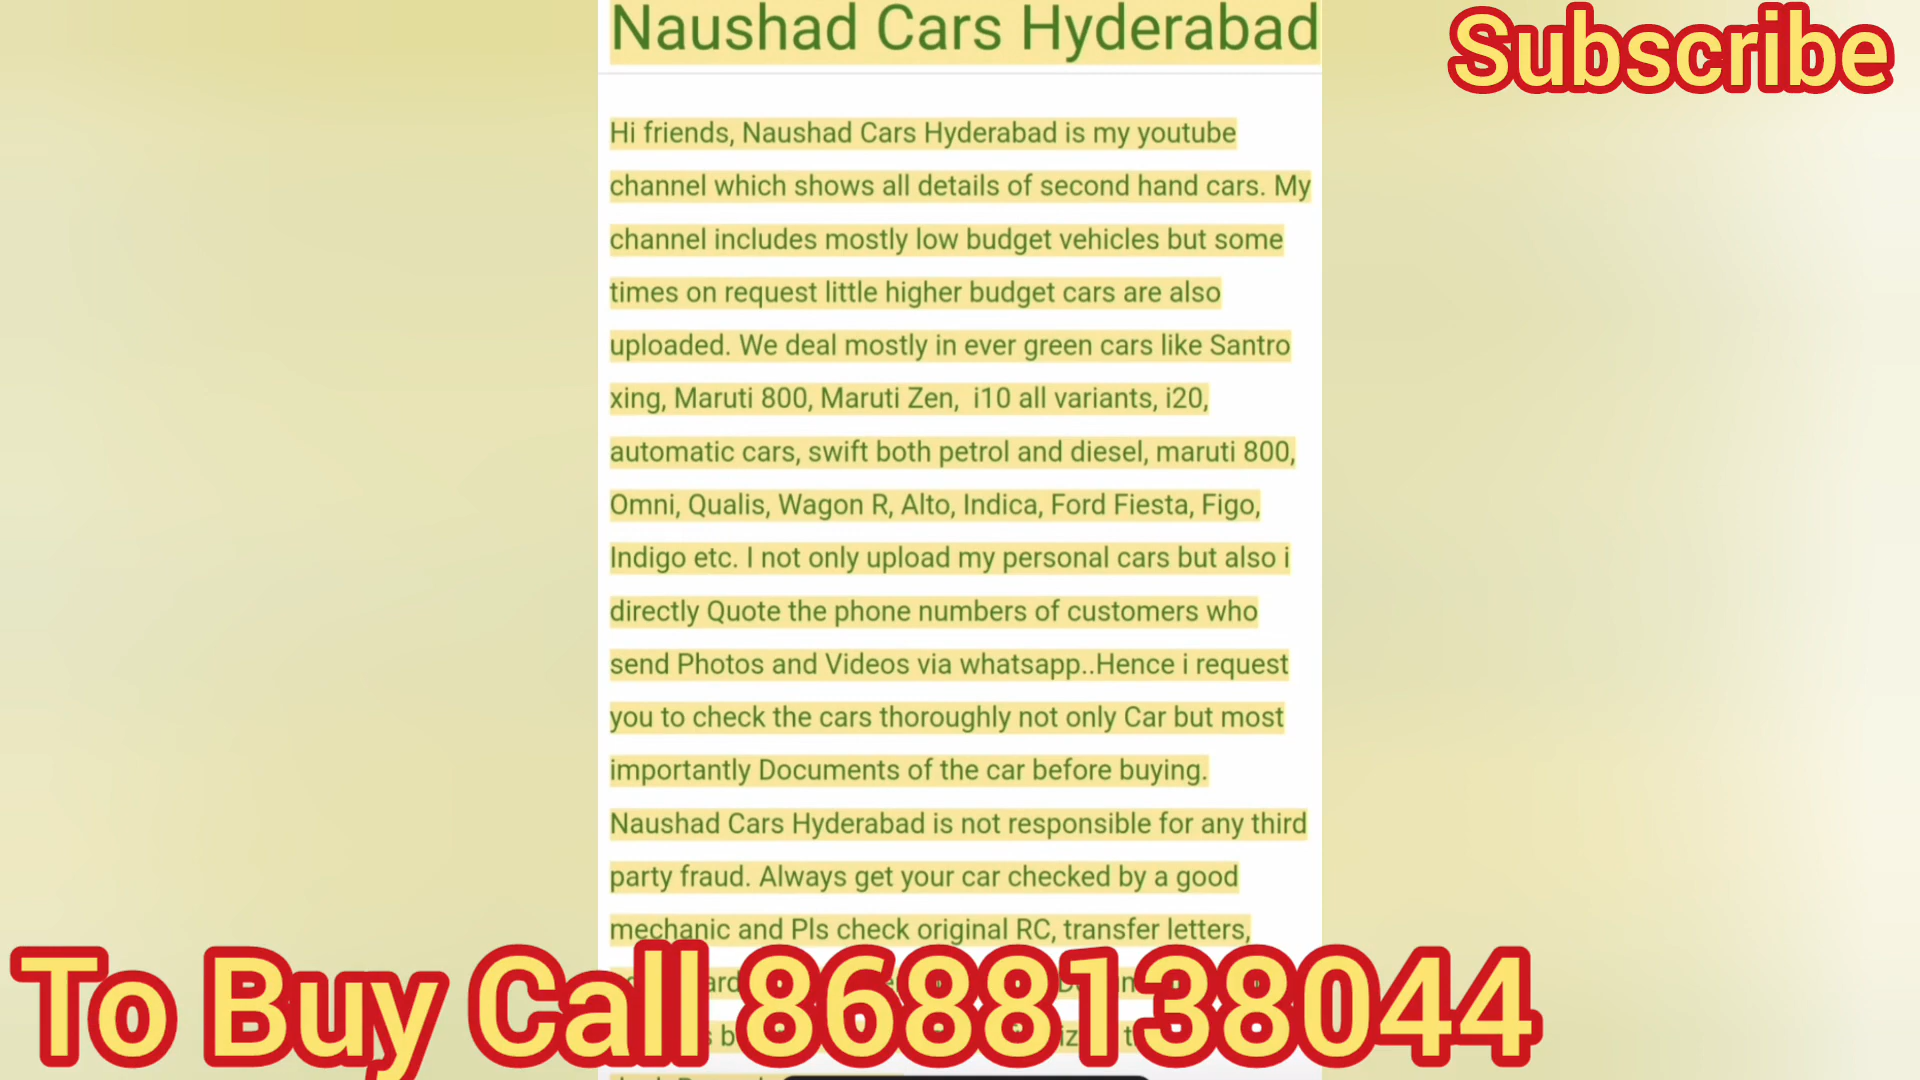 Naushad Cars Hyderabad
Subscribe
Hi friends, Naushad Cars Hyderabad is my youtube
channel which shows all details of second hand cars. My
channel includes mostly low budget vehicles but some
times on request little higher budget cars are also
uploaded. We deal mostly in ever green cars like Santro
xing, Maruti 800, Maruti Zen,  i10 all variants, i20,
automatic cars, swift both petrol and diesel, maruti 800,
Omni, Qualis, Wagon R, Alto, Indica, Ford Fiesta, Figo,
Indigo etc. I not only upload my personal cars but also i
directly Quote the phone numbers of customers who
send Photos and Videos via whatsapp..Hence i request
you to check the cars thoroughly not only Car but most
importantly Documents of the car before buying.
Naushad Cars Hyderabad is not responsible for any third
party fraud. Always get your car checked by a good
mechanic and Pls check original RC, transfer letters,
To Buy Call 8688138044